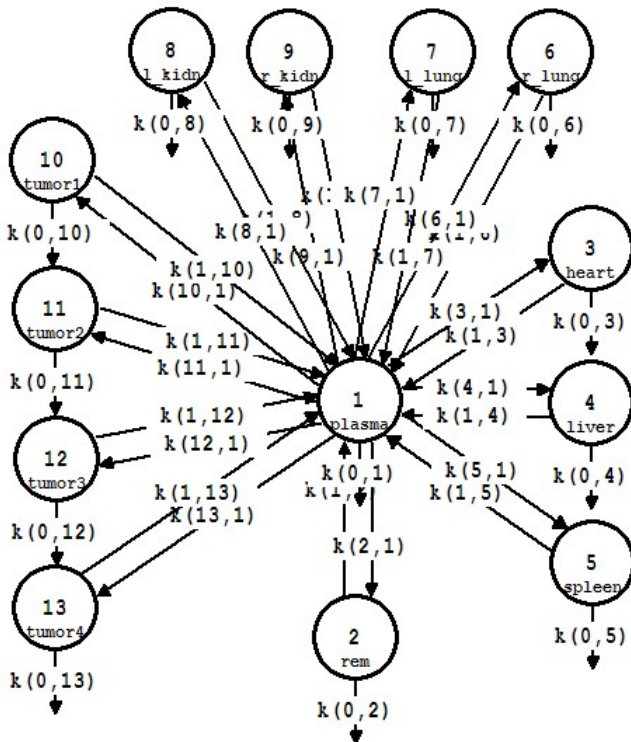 8
l_kidn
9
r_kidn
7
l_lung
6
r_lung
k(0,8)
k(0,9)
k(0,7)
k(0,6)
10
tumor1
k(0,10)
k(7,1)
k(8,1)
k(6,1)
k(9,1)
k(1,7)
3
heart
k(1,10)
k(10,1)
11
tumor2
k(3,1)
k(1,3)
k(0,3)
k(1,11)
k(11,1)
k(0,11)
1
plasma
k(4,1)
k(1,4)
4
liver
k(1,12)
k(12,1)
12
tumor3
k(0,1)
k(5,1)
k(1,5)
k(0,4)
k(1,13)
k(13,1)
k(0,12)
k(2,1)
5
spleen
13
tumor4
2
rem
k(0,5)
k(0,13)
k(0,2)